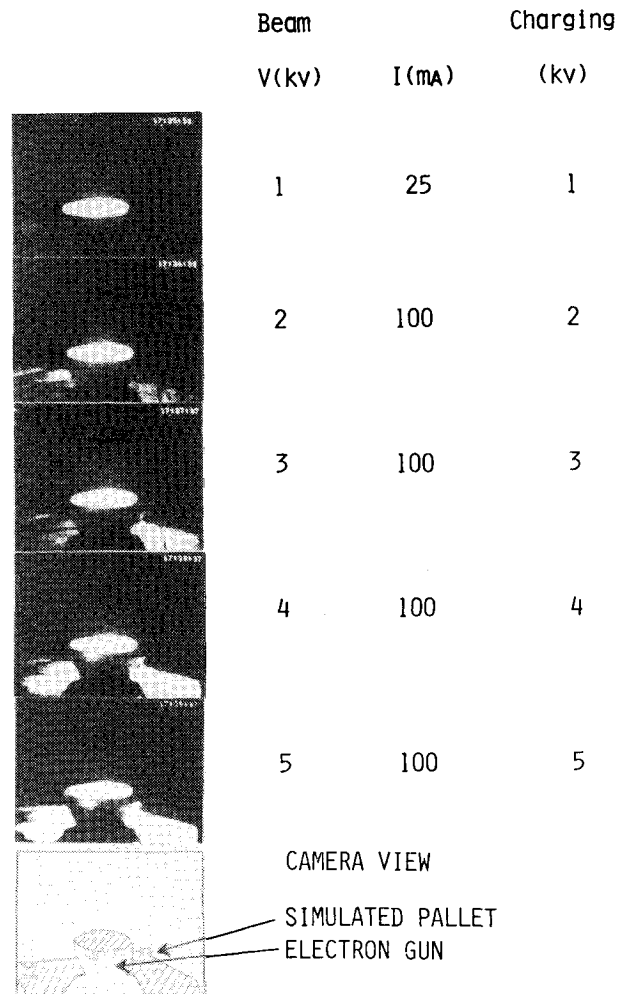 Beam Charging
V(kv) I(mA) (kv)
1 25 1
2 100 2
3 100 3
4 100 4
5 100 5
CAMERA VIEW
SIMULATED PALLET
ELECTRON GUN